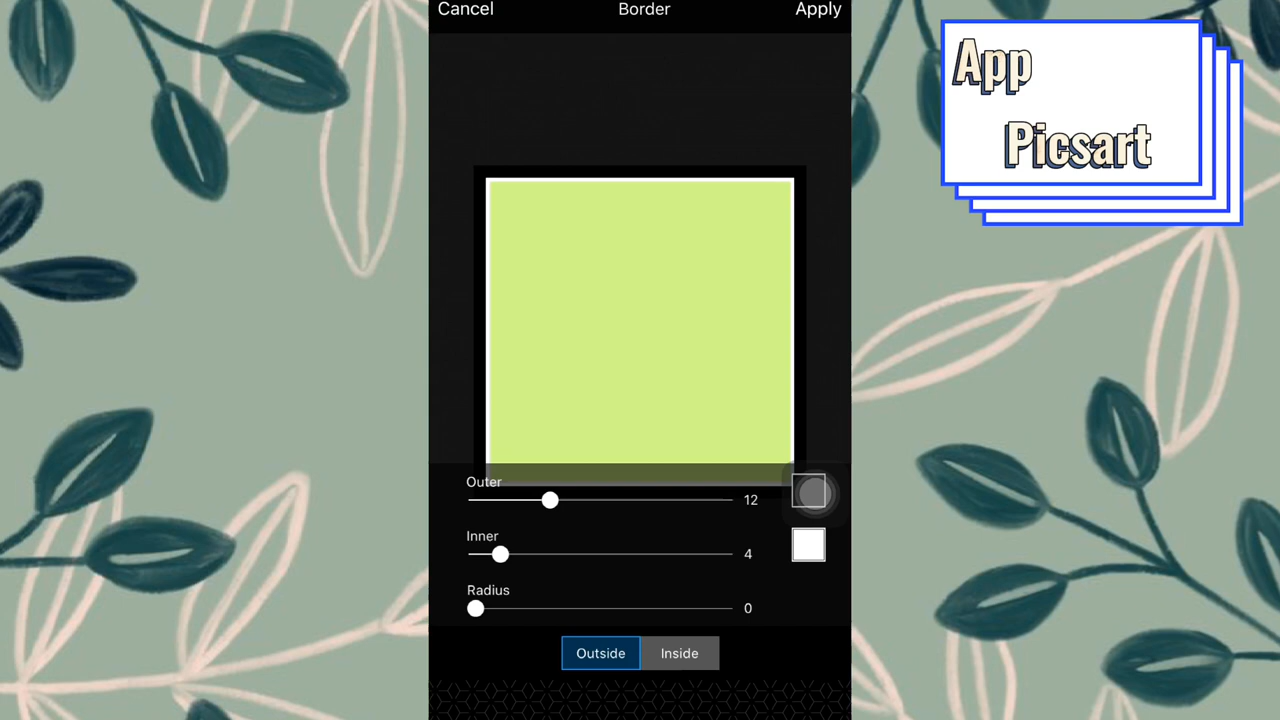 Cancel Border Apply
App
Picsart
Outer
12
Inner
4
Radius
0
Outside Inside